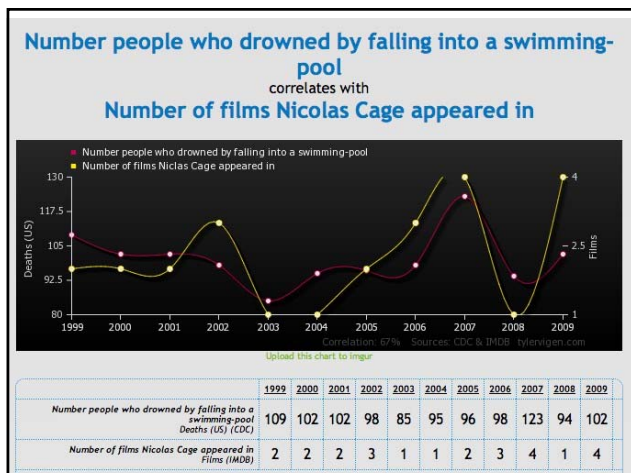 Number people who drowned by falling into a swimming-
pool
correlates with
Number of films Nicolas Cage appeared in
Number people who drowned by falling into a swimming-pool
Number of films Niclas Cage appeared in
130
117.5
105
92.5
80
Deaths (US)
4
2.5
1
Films
1999 2000 2001 2002 2003 2004 2005 2006 2007 2008 2009
Correlation: 67% Sources: CDC & IMDB tylervigen.com
Upload this chart to imgur
1999 2000 2001 2002 2003 2004 2005 2006 2007 2008 2009
Number people who drowned by falling into a
swimming-pool
Deaths (US) (CDC)
109 102 102 98 85 95 96 98 123 94 102
Number of films Nicolas Cage appeared in
Films (IMDB)
2 2 2 3 1 1 2 3 4 1 4